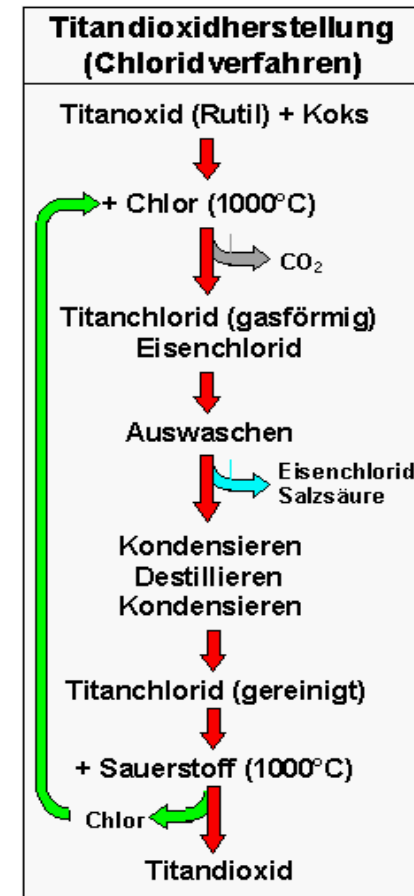 Titandioxidherstellung
(Chloridverfahren)
Titanoxid (Rutil) + Koks
+ Chlor (1000°C)
CO₂
Titanchlorid (gasförmig)
Eisenchlorid
Auswaschen
Eisenchlorid
Salzsäure
Kondensieren
Destillieren
Kondensieren
Titanchlorid (gereinigt)
+ Sauerstoff (1000°C)
Chlor
Titandioxid